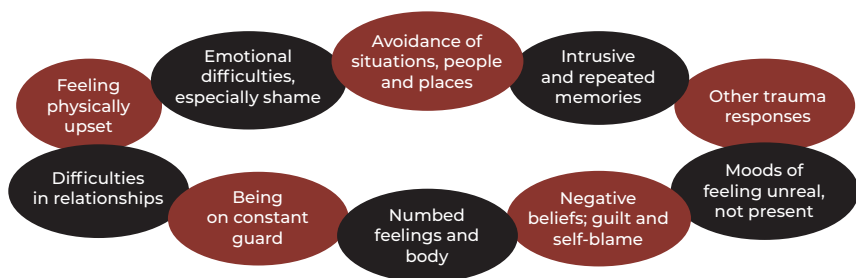 Feeling
physically
upset
Emotional
difficulties,
especially shame
Avoidance of
situations, people
and places
Intrusive
and repeated
memories
Other trauma
responses
Difficulties
in relationships
Being
on constant
guard
Numbed
feelings and
body
Negative
beliefs; guilt and
self-blame
Moods of
feeling unreal,
not present